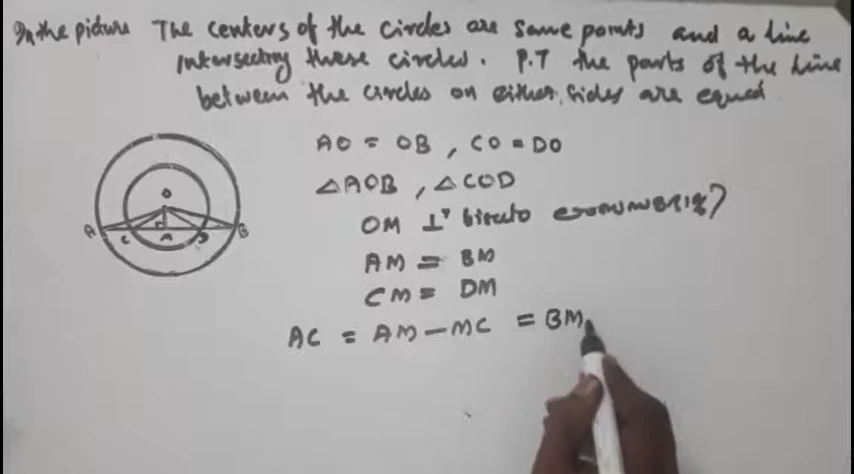 In the picture The centers of the circles are same points and a line
intersecting these circles. P.T the parts of the line
between the circles on either sides are equal
AO = OB, CO = DO
△AOB, △COD
OM ⊥r
AM = BM
CM = DM
AC = AM - MC = BM
O
A C M D B